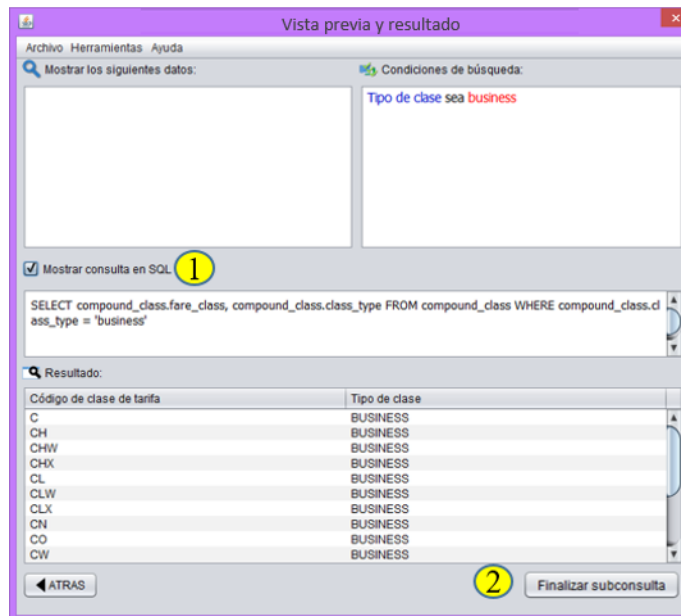 Vista previa y resultado
x
Archivo Herramientas Ayuda
Mostrar los siguientes datos:
Condiciones de búsqueda:
Tipo de clase sea business
Mostrar consulta en SQL 1
SELECT compound_class.fare_class, compound_class.class_type FROM compound_class WHERE compound_class.cl
ass_type = 'business'
Resultado:
Código de clase de tarifa Tipo de clase
C BUSINESS
CH BUSINESS
CHW BUSINESS
CHX BUSINESS
CL BUSINESS
CLW BUSINESS
CLX BUSINESS
CN BUSINESS
CO BUSINESS
CW BUSINESS
ATRAS
2 Finalizar subconsulta